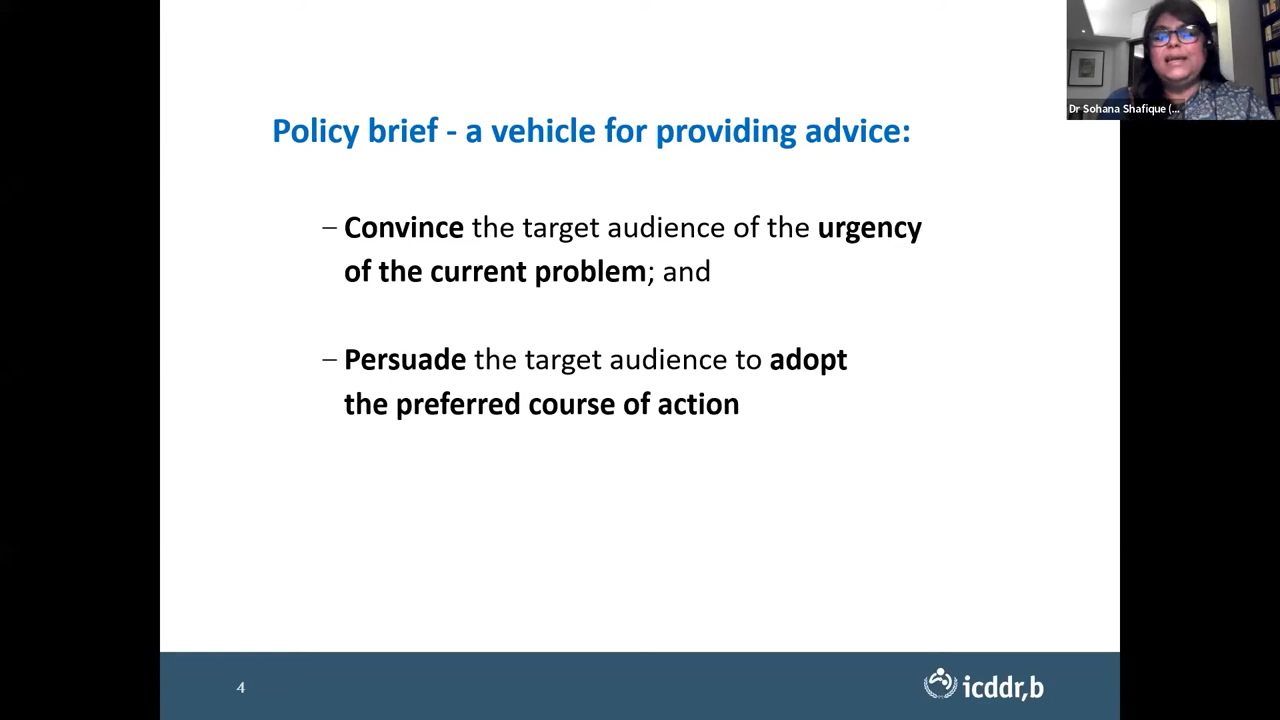 Dr Sohana Shafique (...
Policy brief - a vehicle for providing advice:
– Convince the target audience of the urgency
of the current problem; and
– Persuade the target audience to adopt
the preferred course of action
4
icddr,b